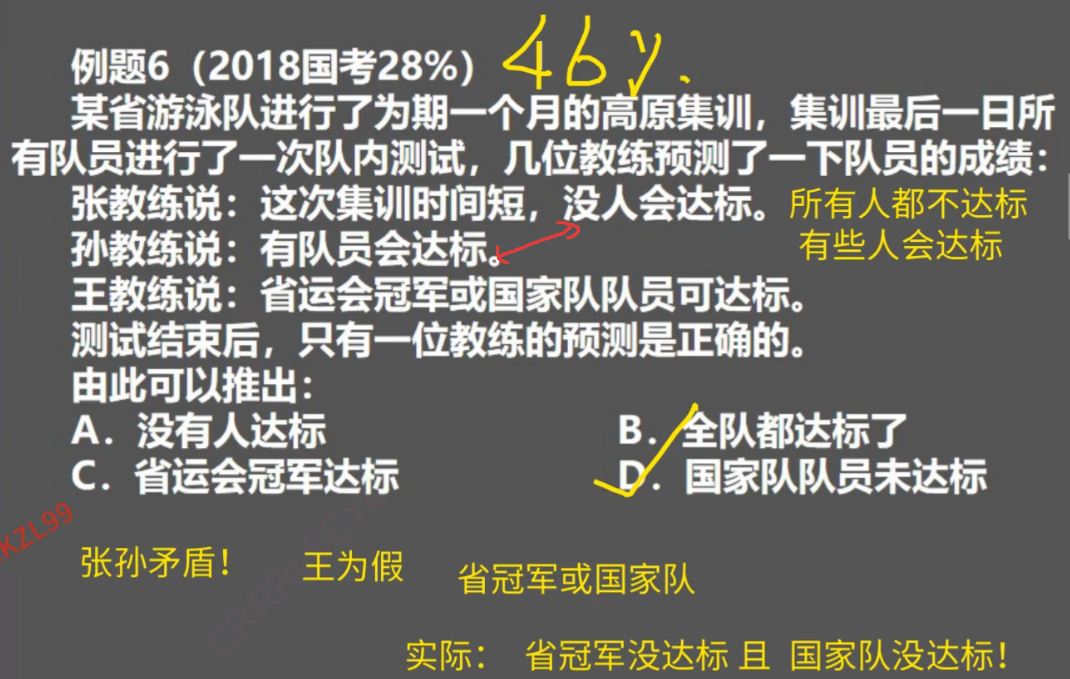 例题6（2018国考28%） 46%.
某省游泳队进行了为期一个月的高原集训，集训最后一日所
有队员进行了一次队内测试，几位教练预测了一下队员的成绩：
张教练说：这次集训时间短，没人会达标。 所有人都不达标
孙教练说：有队员会达标。 有些人会达标
王教练说：省运会冠军或国家队队员可达标。
测试结束后，只有一位教练的预测是正确的。
由此可以推出：
A．没有人达标 B．全队都达标了
C．省运会冠军达标 D．国家队队员未达标
KZL99
张孙矛盾！ 王为假 省冠军或国家队
实际： 省冠军没达标 且 国家队没达标！